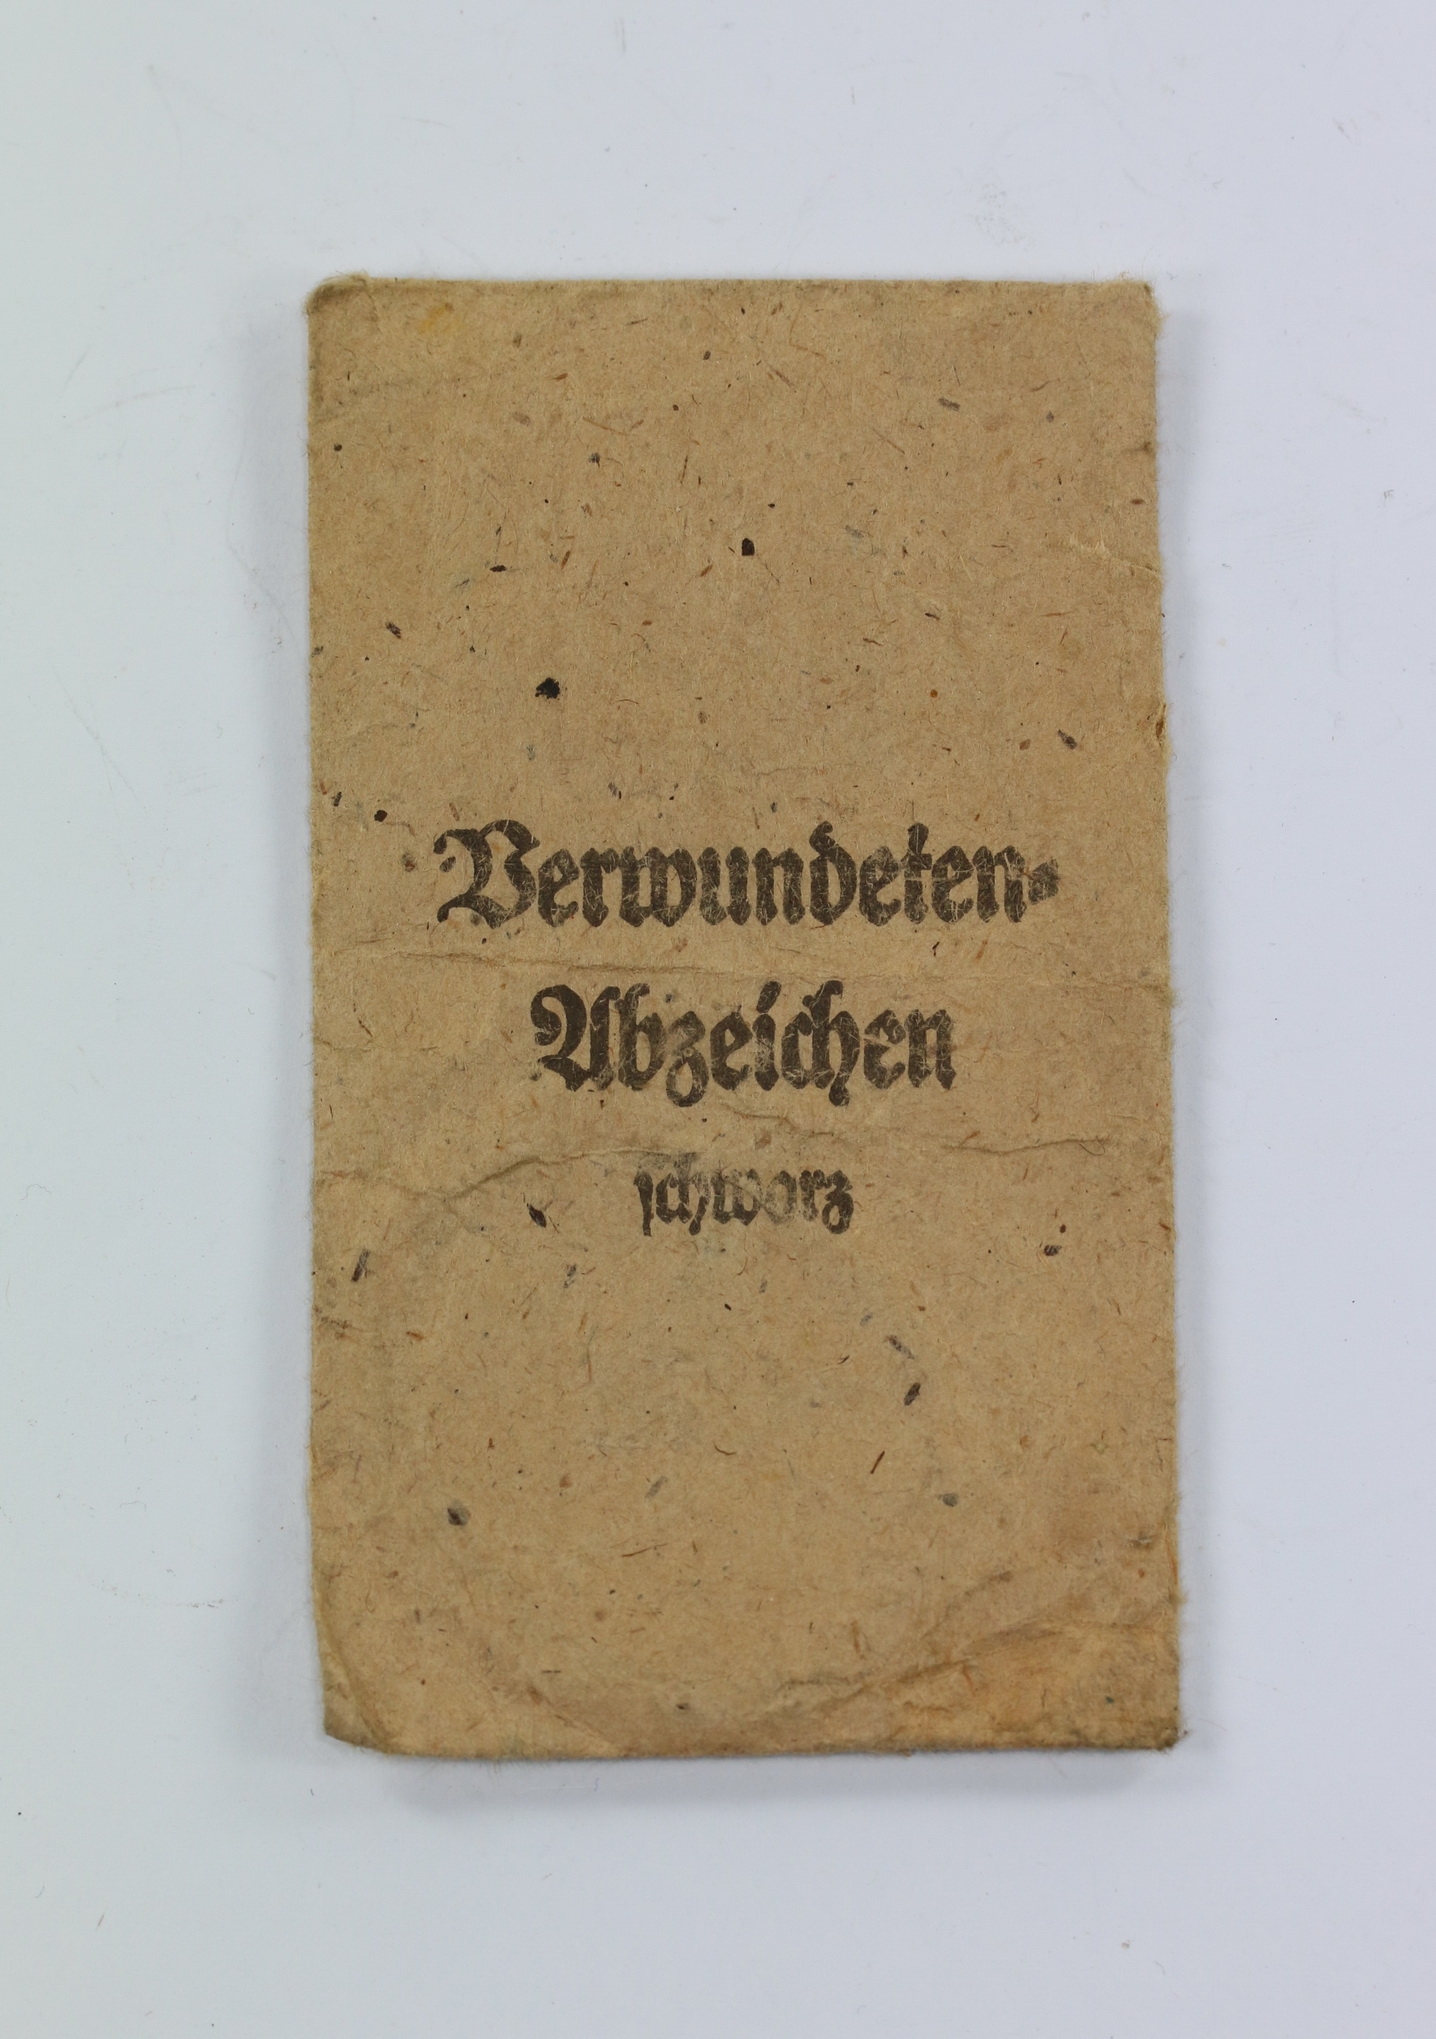 Verwundeten-
Abzeichen
schwarz